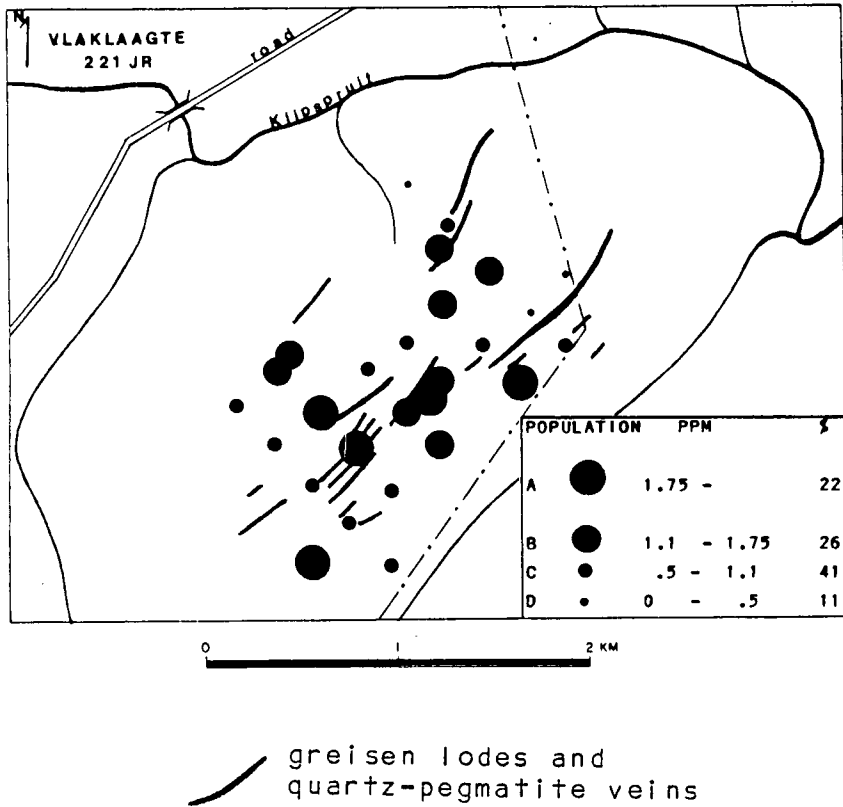 N
VLAKLAAGTE
221 JR
road
Klipspruit
POPULATION PPM %
A 1.75 - 22
B 1.1 - 1.75 26
C .5 - 1.1 41
D 0 - .5 11
0 1 2 KM
greisen lodes and
quartz-pegmatite veins